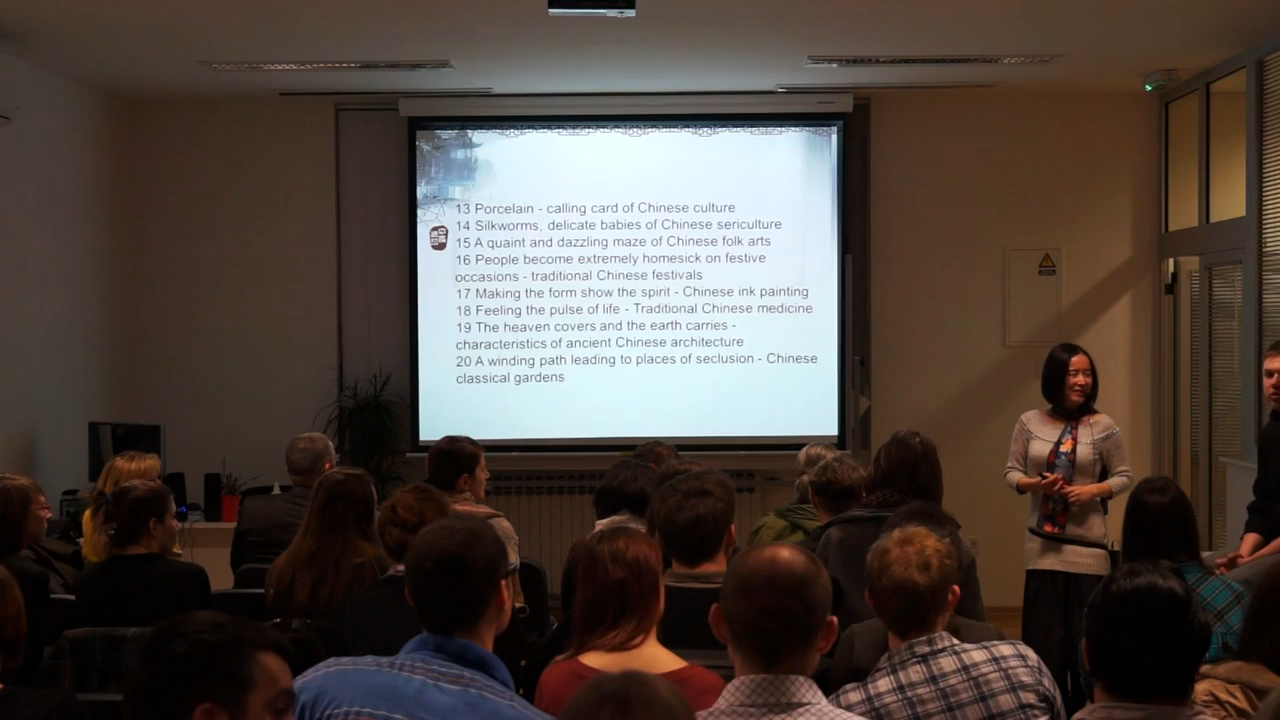 13 Porcelain - calling card of Chinese culture
14 Silkworms, delicate babies of Chinese sericulture
15 A quaint and dazzling maze of Chinese folk arts
16 People become extremely homesick on festive
occasions - traditional Chinese festivals
17 Making the form show the spirit - Chinese ink painting
18 Feeling the pulse of life - Traditional Chinese medicine
19 The heaven covers and the earth carries -
characteristics of ancient Chinese architecture
20 A winding path leading to places of seclusion - Chinese
classical gardens